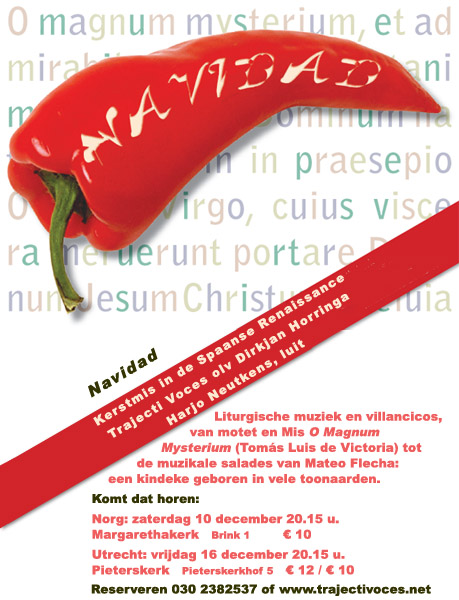 O magnum mysterium, et ad
mirabi
NAVIDAD
in praesepio
O Virgo, cuius visce
ra meruerunt portare
num Jesum Christum
Navidad
Kerstmis in de Spaanse Renaissance
Trajecti Voces olv Dirkjan Horringa
Harjo Neutkens, luit
Liturgische muziek en villancicos,
van motet en Mis O Magnum
Mysterium (Tomás Luis de Victoria) tot
de muzikale salades van Mateo Flecha:
een kindeke geboren in vele toonaarden.
Komt dat horen:
Norg: zaterdag 10 december 20.15 u.
Margarethakerk Brink 1 € 10
Utrecht: vrijdag 16 december 20.15 u.
Pieterskerk Pieterskerkhof 5 € 12 / € 10
Reserveren 030 2382537 of www.trajectivoces.net